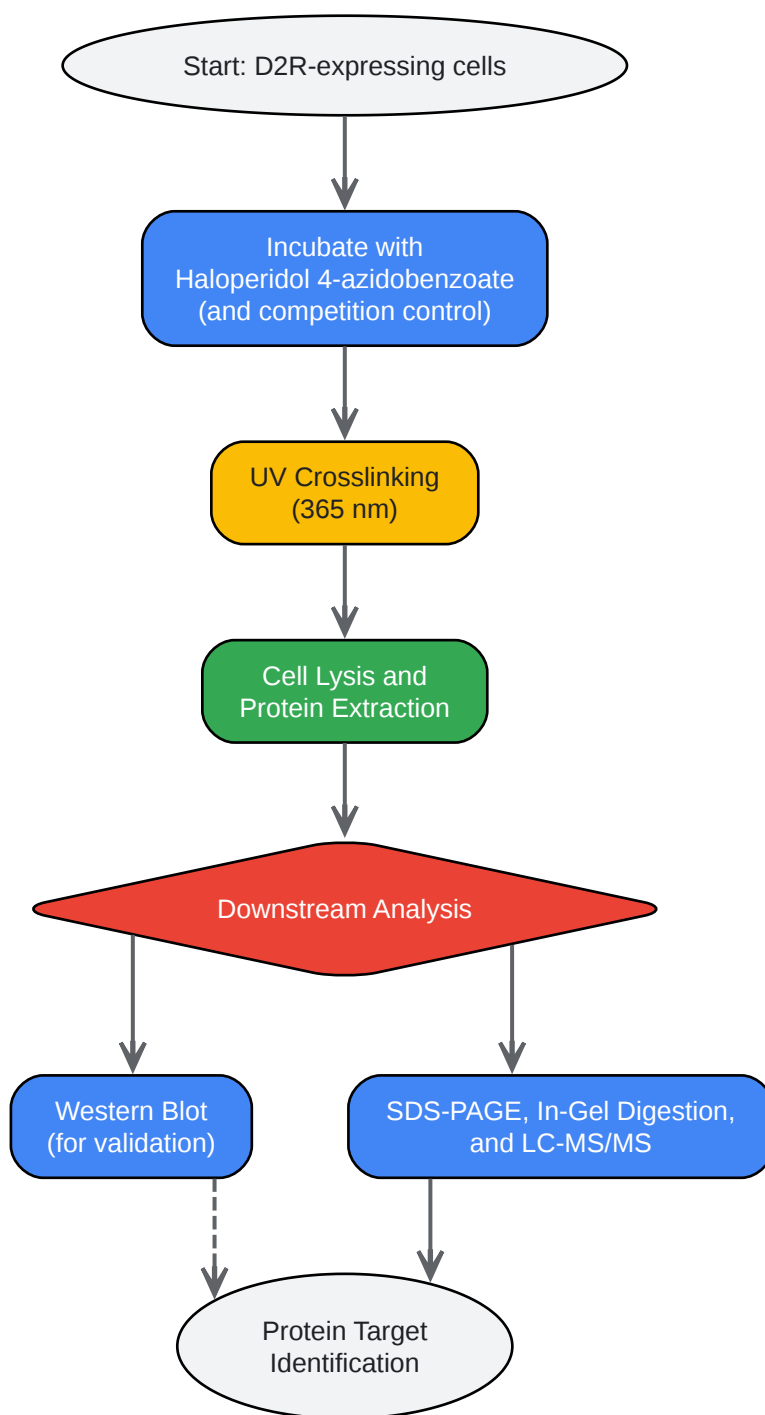 Start: D2R-expressing cells
Incubate with
Haloperidol 4-azidobenzoate
(and competition control)
UV Crosslinking
(365 nm)
Cell Lysis and
Protein Extraction
Downstream Analysis
Western Blot
(for validation)
SDS-PAGE, In-Gel Digestion,
and LC-MS/MS
Protein Target
Identification